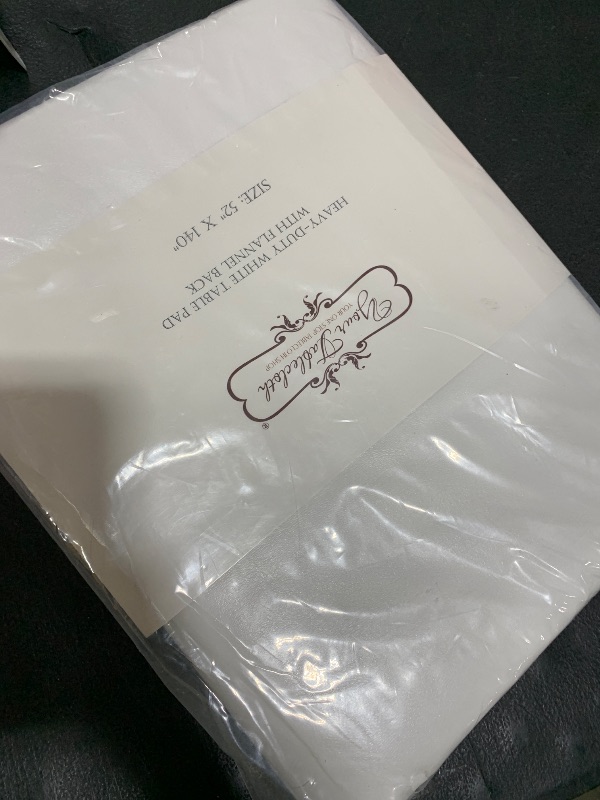 Your Tablecloth
YOUR ONE STOP TABLECLOTH SHOP
®
HEAVY-DUTY WHITE TABLE PAD
WITH FLANNEL BACK
SIZE: 52" X 140"